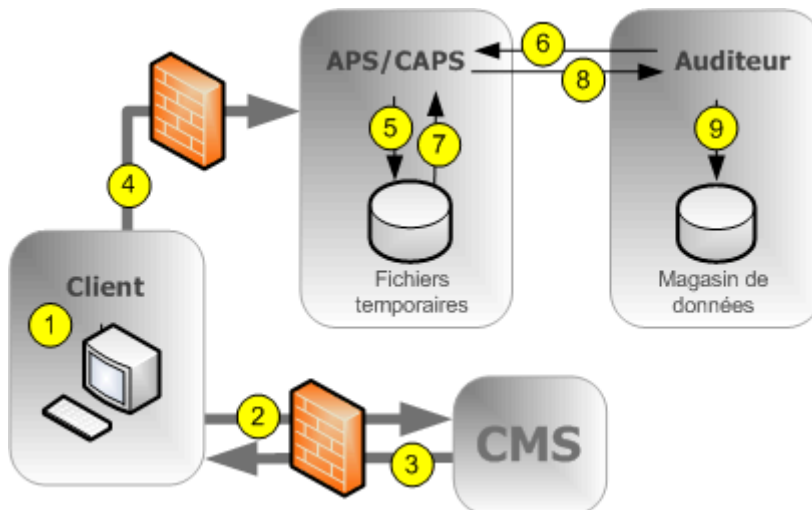 6
APS/CAPS
Auditeur
8
5
7
9
4
Fichiers
temporaires
Magasin de
données
Client
1
2
CMS
3